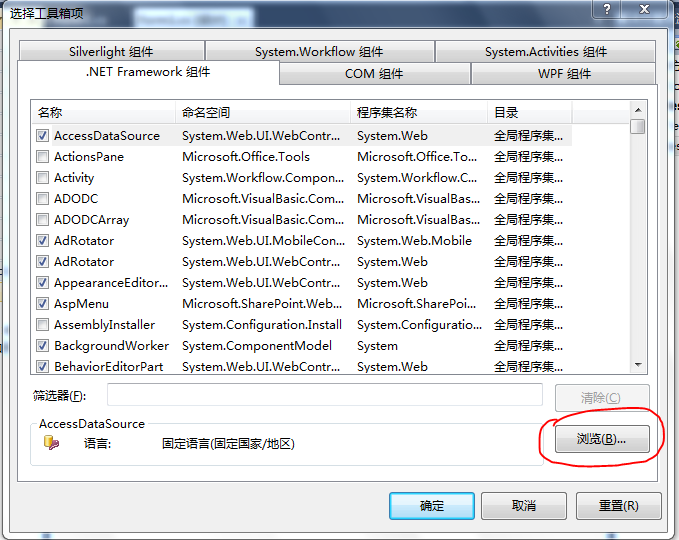 选择工具箱项
Silverlight 组件 System.Workflow 组件 System.Activities 组件
.NET Framework 组件 COM 组件 WPF 组件
名称 命名空间 程序集名称 目录
AccessDataSource System.Web.UI.WebContr... System.Web 全局程序集...
ActionsPane Microsoft.Office.Tools Microsoft.Office.To... 全局程序集...
Activity System.Workflow.Compon... System.Workflow.C... 全局程序集...
ADODC Microsoft.VisualBasic.Com... Microsoft.VisualBas... 全局程序集...
ADODCArray Microsoft.VisualBasic.Com... Microsoft.VisualBas... 全局程序集...
AdRotator System.Web.UI.MobileCon... System.Web.Mobile 全局程序集...
AdRotator System.Web.UI.WebContr... System.Web 全局程序集...
AppearanceEditor... System.Web.UI.WebContr... System.Web 全局程序集...
AspMenu Microsoft.SharePoint.Web... Microsoft.SharePoi... 全局程序集...
AssemblyInstaller System.Configuration.Install System.Configuratio... 全局程序集...
BackgroundWorker System.ComponentModel System 全局程序集...
BehaviorEditorPart System.Web.UI.WebContr... System.Web 全局程序集...
筛选器(F): 清除(C)
AccessDataSource
语言: 固定语言(固定国家/地区) 浏览(B)...
确定 取消 重置(R)